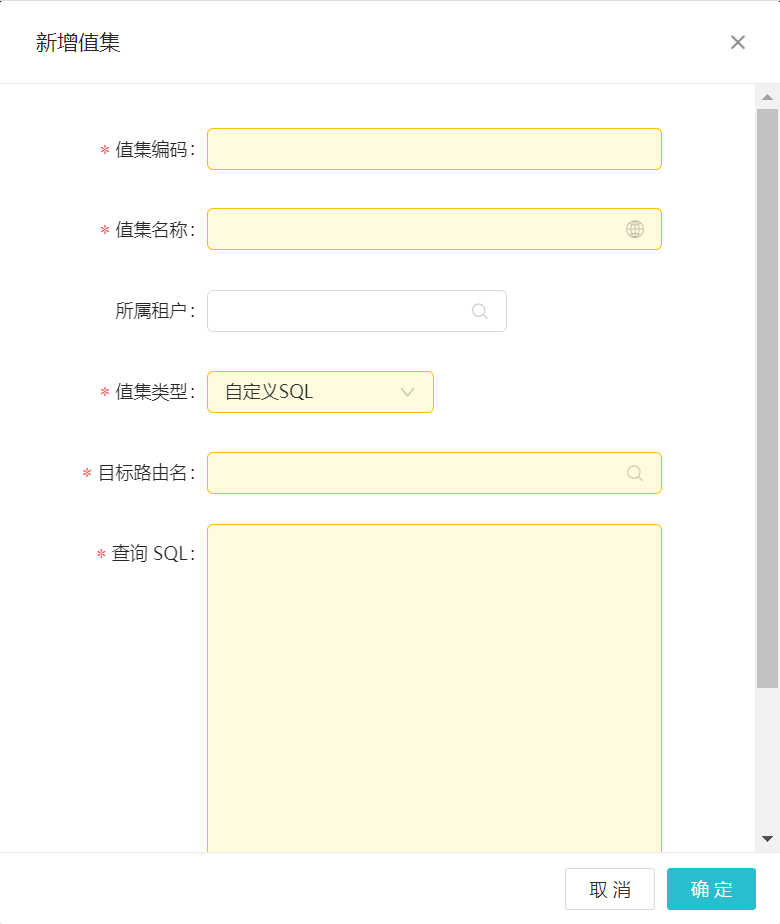 新增值集
* 值集编码：
* 值集名称：
所属租户：
* 值集类型： 自定义SQL
* 目标路由名：
* 查询 SQL：
取 消 确 定